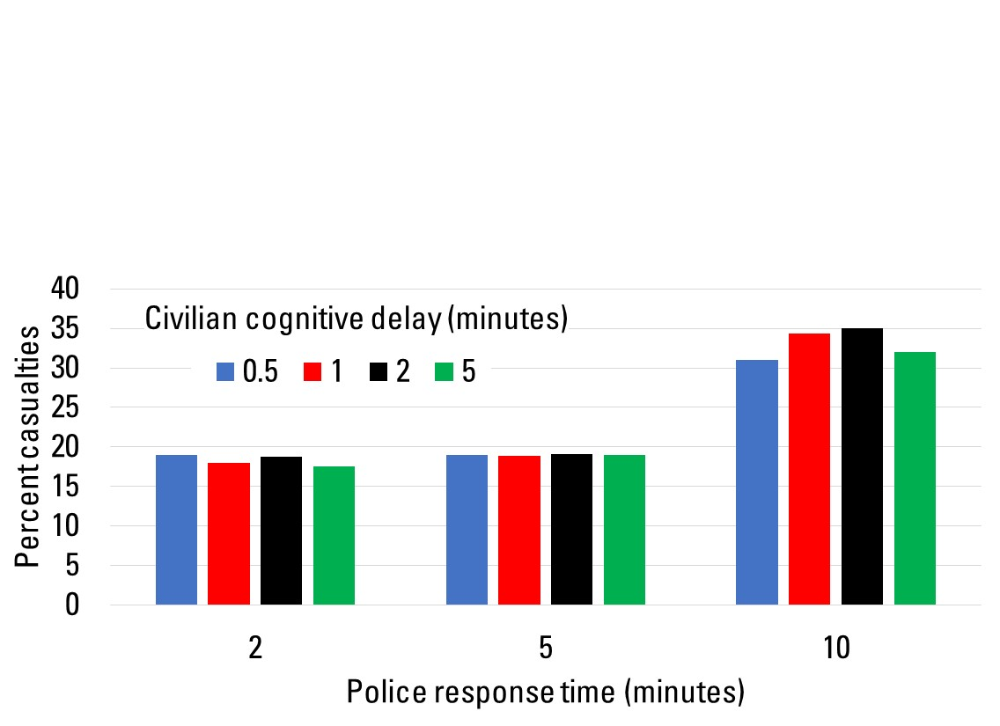 40
35
30
25
20
15
10
5
0
Percent casualties
Civilian cognitive delay (minutes)
0.5 1 2 5
2 5 10
Police response time (minutes)